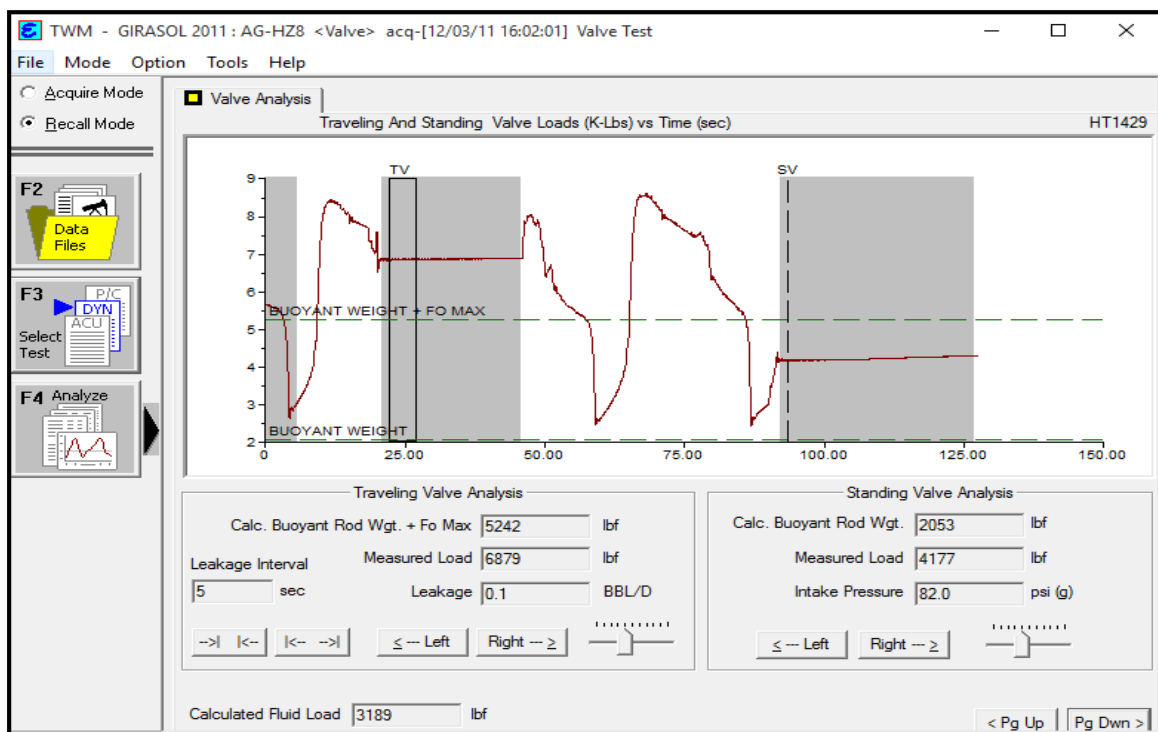 TWM - GIRASOL 2011 : AG-HZ8 <Valve> acq-[12/03/11 16:02:01] Valve Test
File Mode Option Tools Help
Acquire Mode
Recall Mode
F2
Data
Files
F3
P/C
DYN
ACU
Select
Test
F4 Analyze
Valve Analysis
Traveling And Standing Valve Loads (K-Lbs) vs Time (sec) HT1429
TV SV
9
8
7
6
BUOYANT WEIGHT + FO MAX
5
4
3
BUOYANT WEIGHT
2
0 25.00 50.00 75.00 100.00 125.00 150.00
Traveling Valve Analysis
Calc. Buoyant Rod Wgt. + Fo Max 5242 lbf
Measured Load 6879 lbf
Leakage Interval
5 sec
Leakage 0.1 BBL/D
-->| |<-- |<-- -->| < --- Left Right --- >
Standing Valve Analysis
Calc. Buoyant Rod Wgt. 2053 lbf
Measured Load 4177 lbf
Intake Pressure 82.0 psi (g)
< --- Left Right --- >
Calculated Fluid Load 3189 lbf
< Pg Up Pg Dwn >